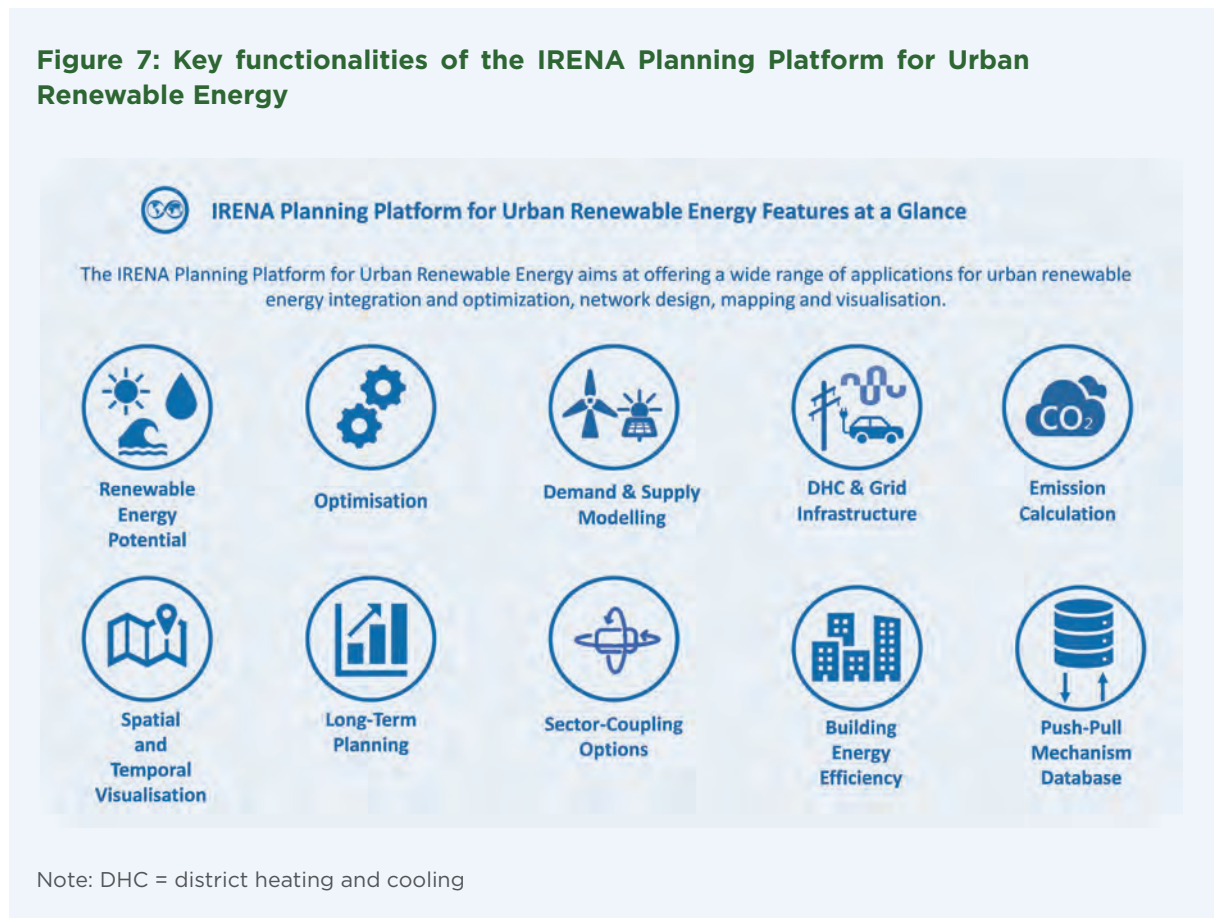 Figure 7: Key functionalities of the IRENA Planning Platform for Urban
Renewable Energy
IRENA Planning Platform for Urban Renewable Energy Features at a Glance
The IRENA Planning Platform for Urban Renewable Energy aims at offering a wide range of applications for urban renewable
energy integration and optimization, network design, mapping and visualisation.
Renewable
Energy
Potential
Optimisation
Demand & Supply
Modelling
DHC & Grid
Infrastructure
CO₂
Emission
Calculation
Spatial
and
Temporal
Visualisation
Long-Term
Planning
Sector-Coupling
Options
Building
Energy
Efficiency
Push-Pull
Mechanism
Database
Note: DHC = district heating and cooling